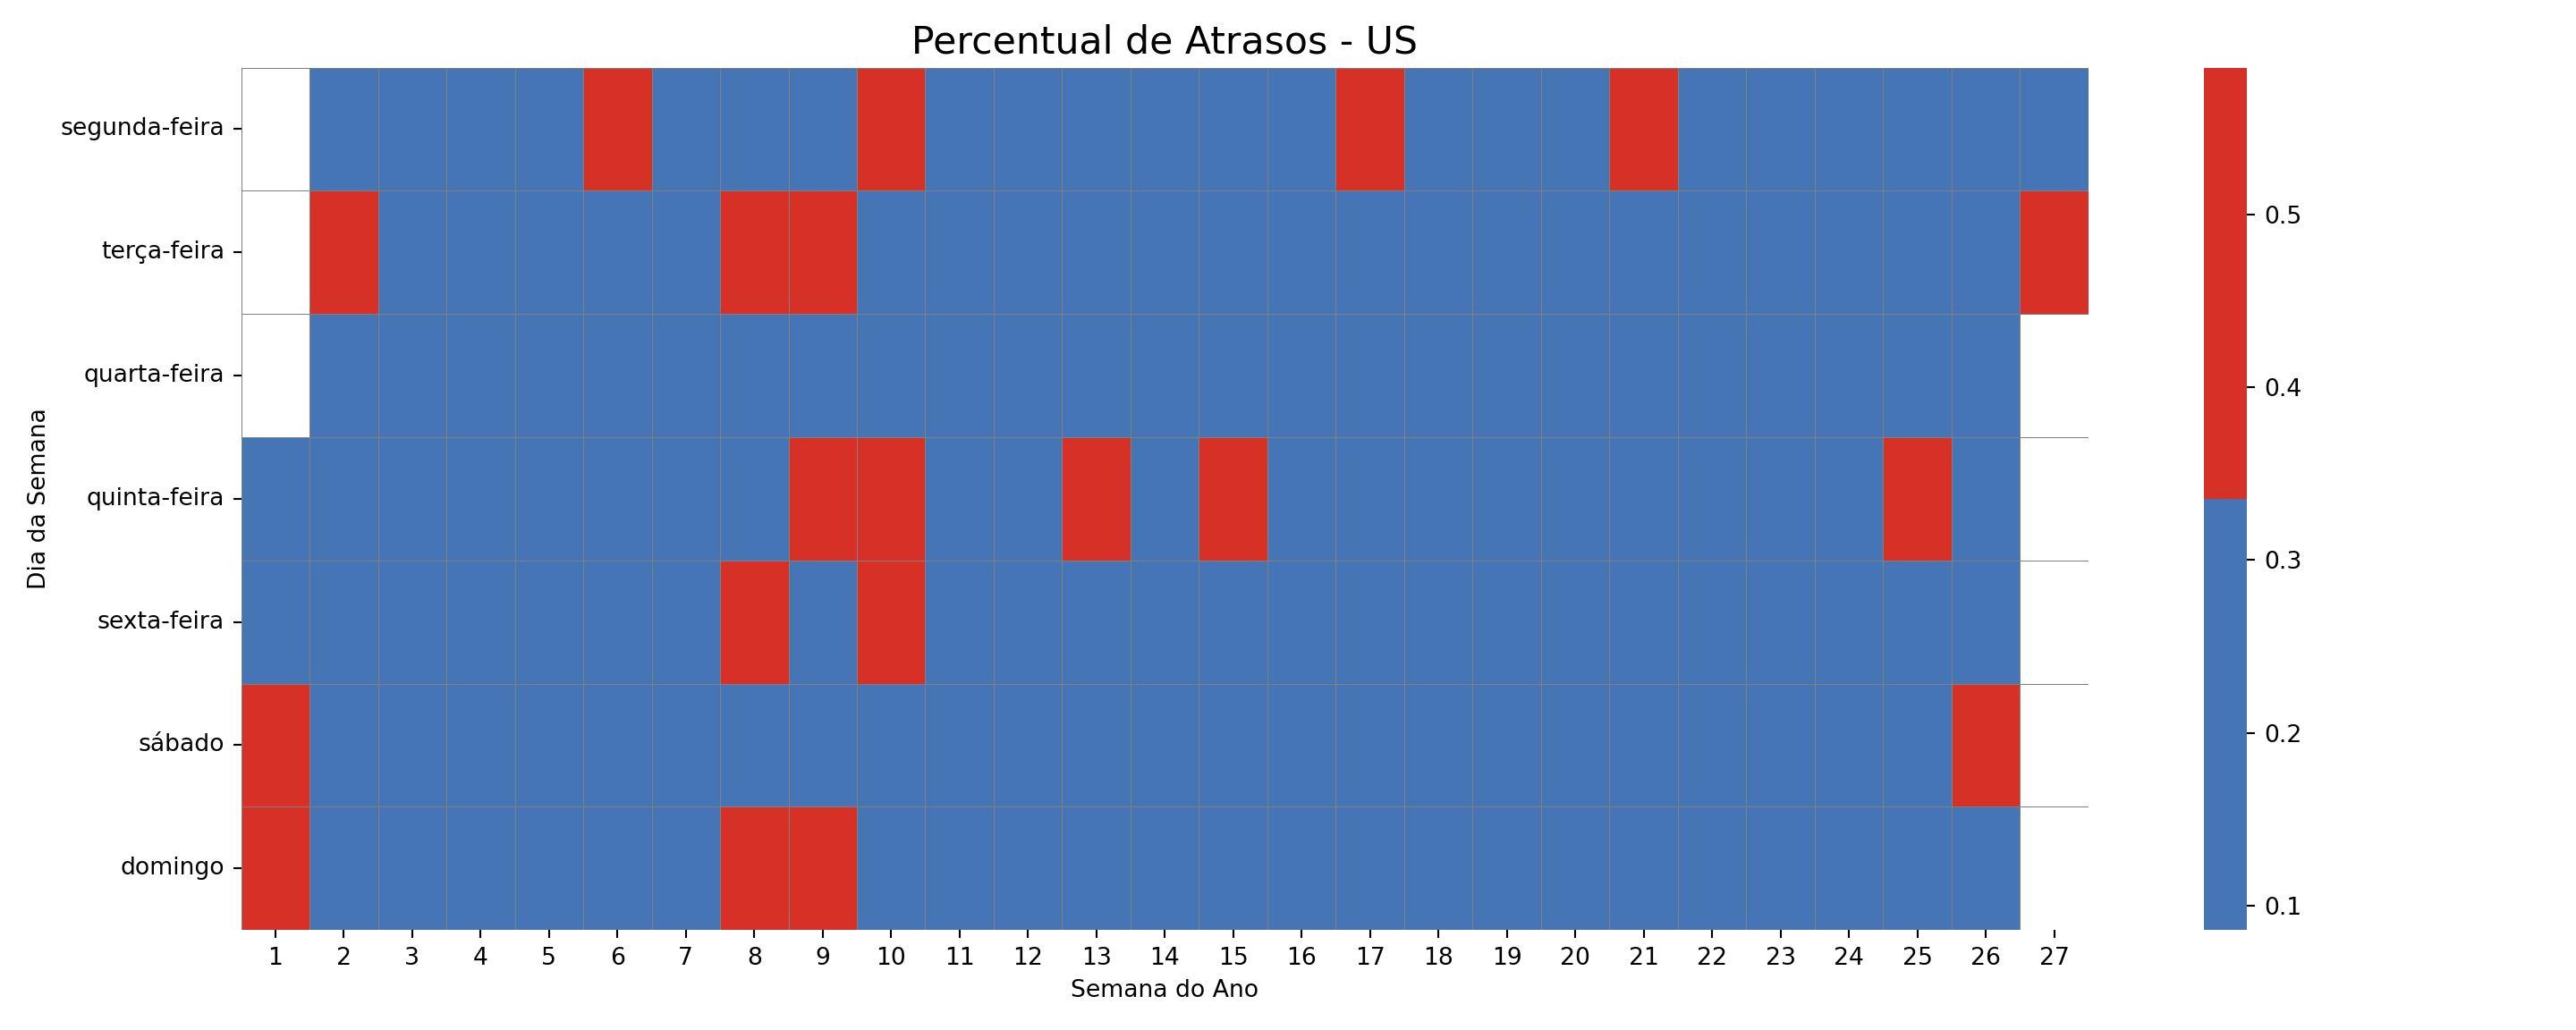 Percentual de Atrasos - US
segunda-feira
terça-feira
quarta-feira
quinta-feira
sexta-feira
sábado
domingo
Dia da Semana
1 2 3 4 5 6 7 8 9 10 11 12 13 14 15 16 17 18 19 20 21 22 23 24 25 26 27
Semana do Ano
0.5
0.4
0.3
0.2
0.1